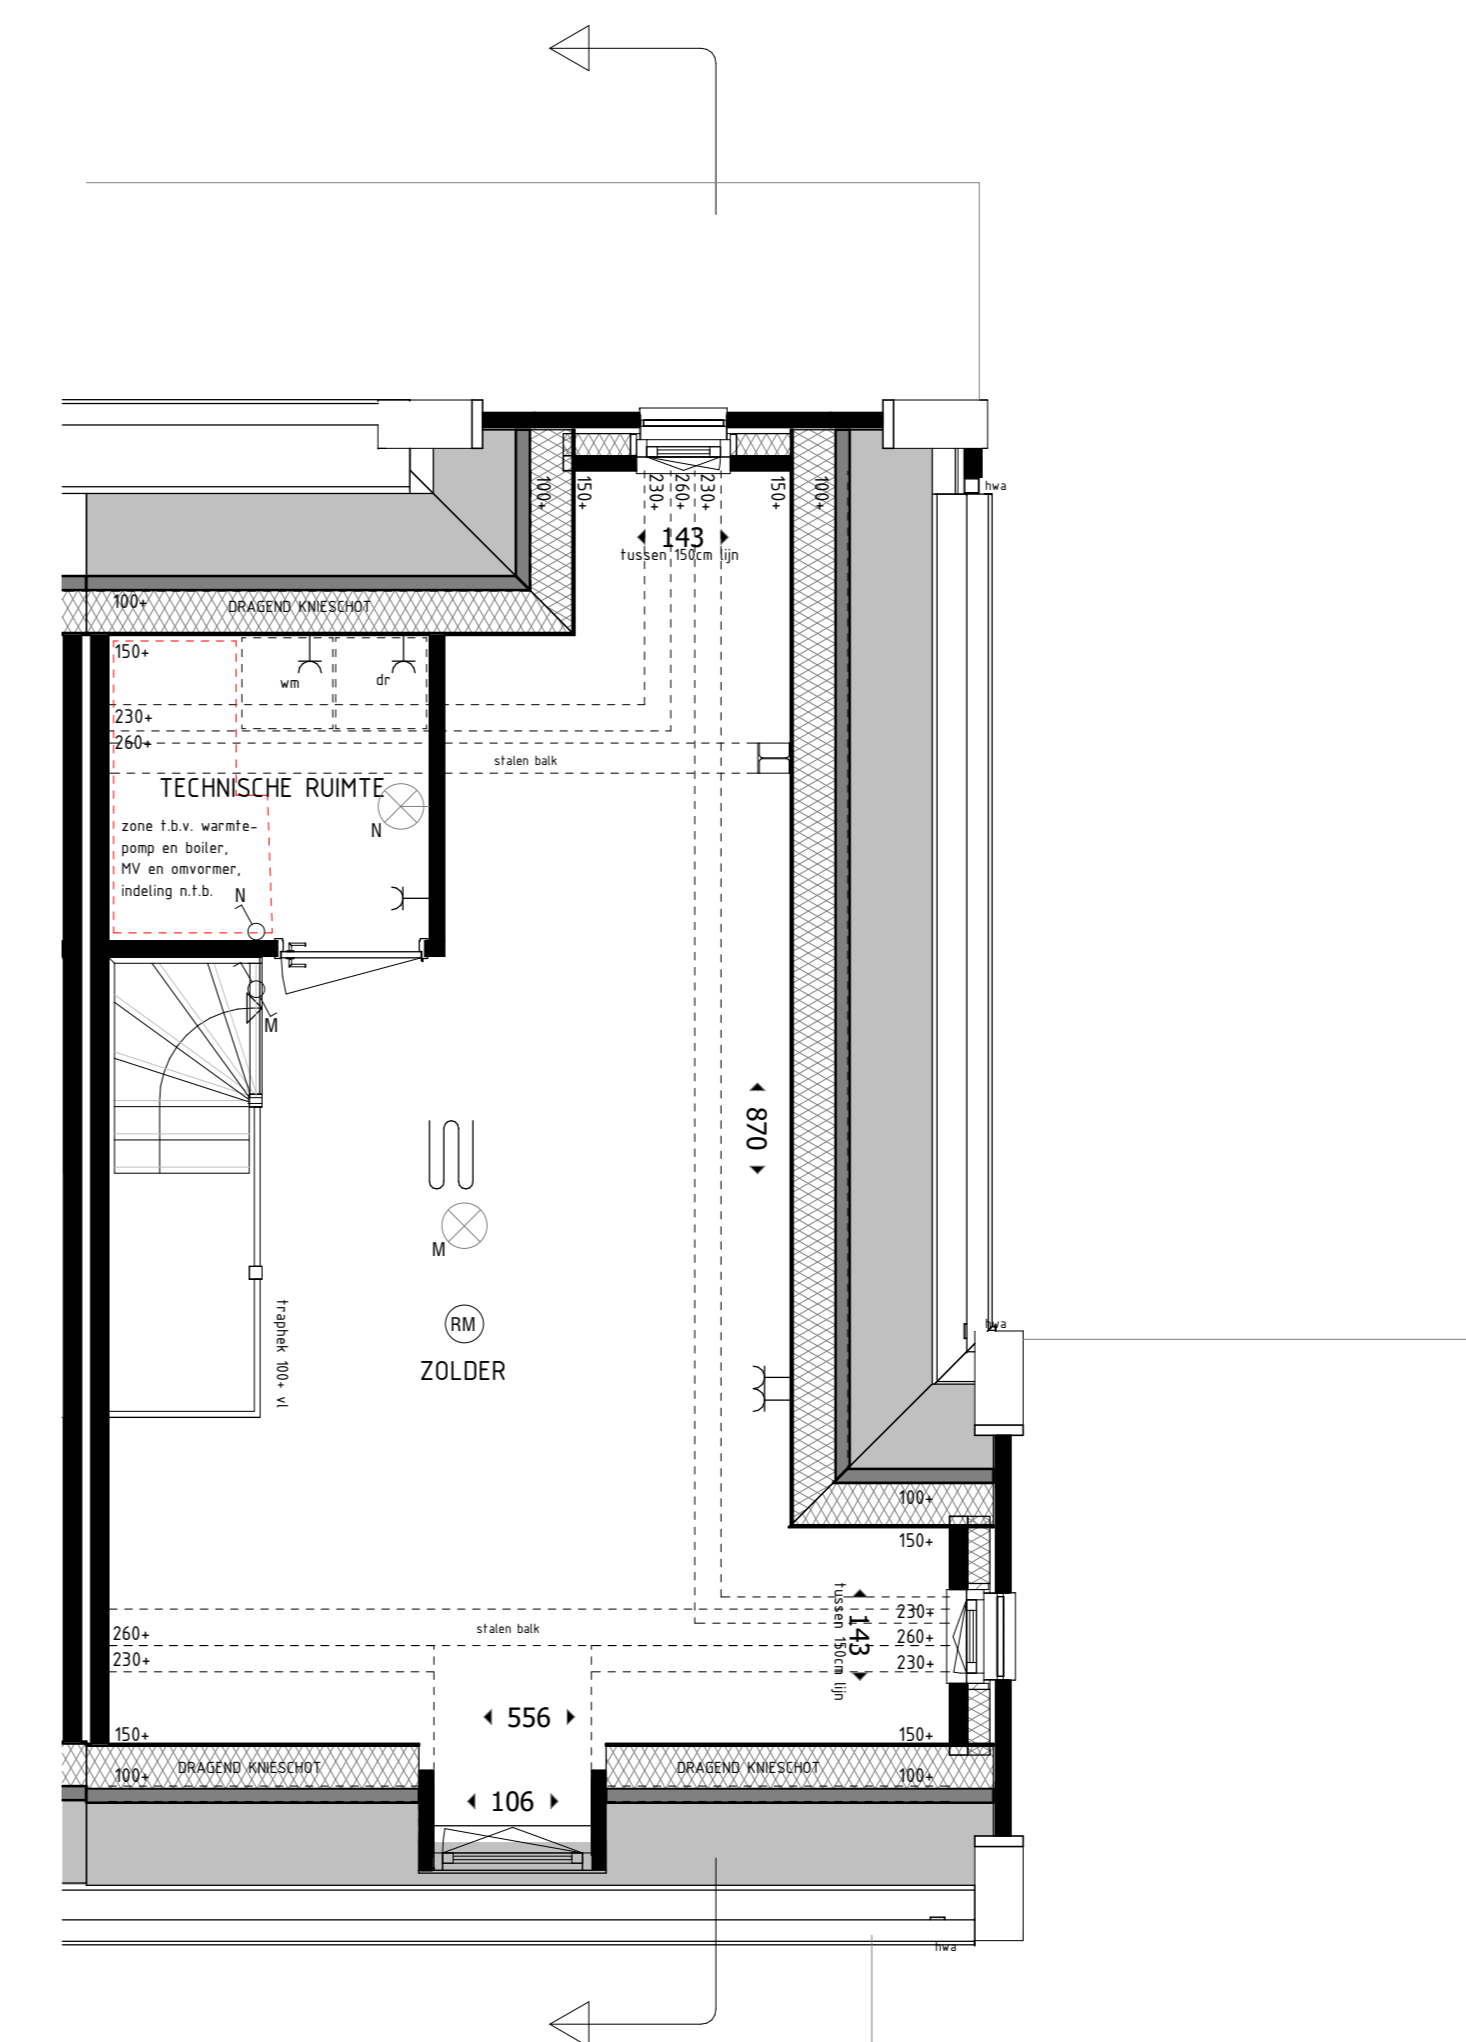 hwa
100+
150+
230+
260+
230+
150+
100+
143
tussen 150cm lijn
100+
DRAGEND KNIESCHOT
150+
wm
dr
230+
260+
stalen balk
TECHNISCHE RUIMTE
N
zone t.b.v. warmte-
pomp en boiler,
MV en omvormer,
indeling n.t.b.
N
M
870
M
RM
ZOLDER
traphek 100+ vl
hwa
100+
150+
230+
260+
230+
143
tussen 150cm lijn
stalen balk
260+
230+
556
150+
150+
DRAGEND KNIESCHOT
DRAGEND KNIESCHOT
100+
100+
106
hwa